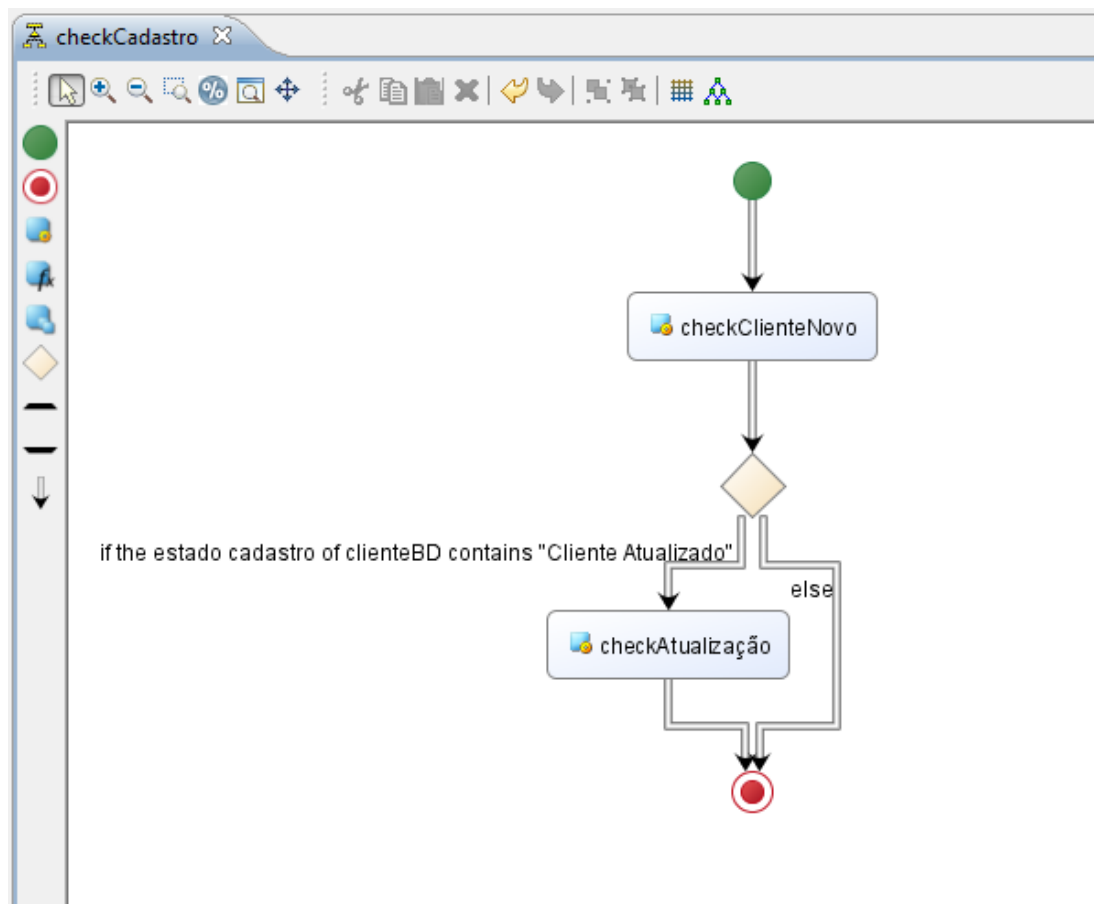 checkCadastro
checkClienteNovo
if the estado cadastro of clienteBD contains "Cliente Atualizado"
else
checkAtualização